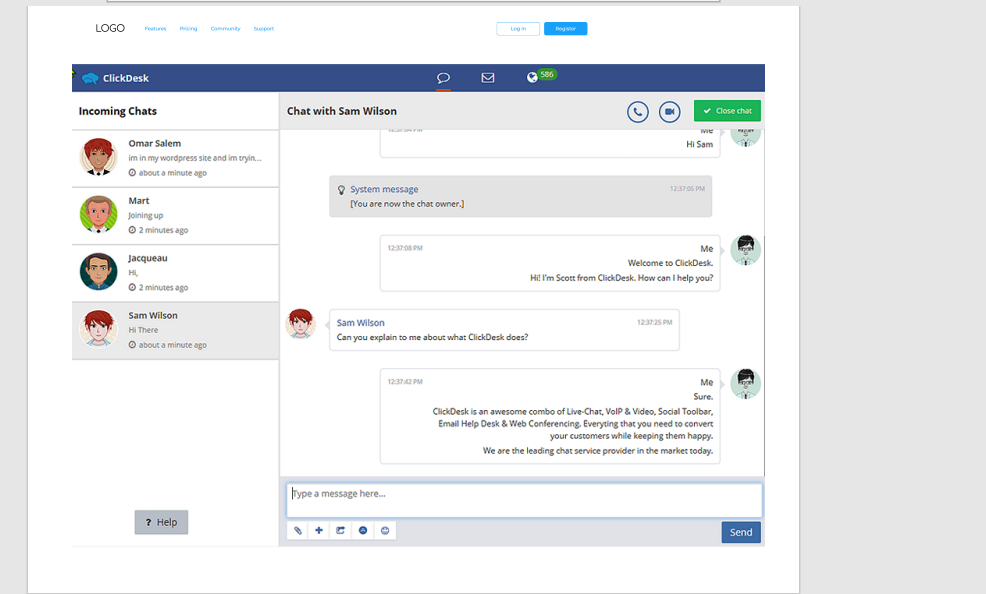 LOGO Features Pricing Community Support Log in Register
ClickDesk 586
Incoming Chats
Omar Salem
im in my wordpress site and im tryin...
about a minute ago
Mart
Joining up
2 minutes ago
Jacqueau
Hi,
2 minutes ago
Sam Wilson
Hi There
about a minute ago
? Help
Chat with Sam Wilson Close chat
Me
Hi Sam
System message 12:37:05 PM
[You are now the chat owner.]
12:37:08 PM Me
Welcome to ClickDesk.
Hi! I'm Scott from ClickDesk. How can I help you?
Sam Wilson 12:37:25 PM
Can you explain to me about what ClickDesk does?
12:37:42 PM Me
Sure.
ClickDesk is an awesome combo of Live-Chat, VoIP & Video, Social Toolbar,
Email Help Desk & Web Conferencing. Everyting that you need to convert
your customers while keeping them happy.
We are the leading chat service provider in the market today.
Type a message here...
Send